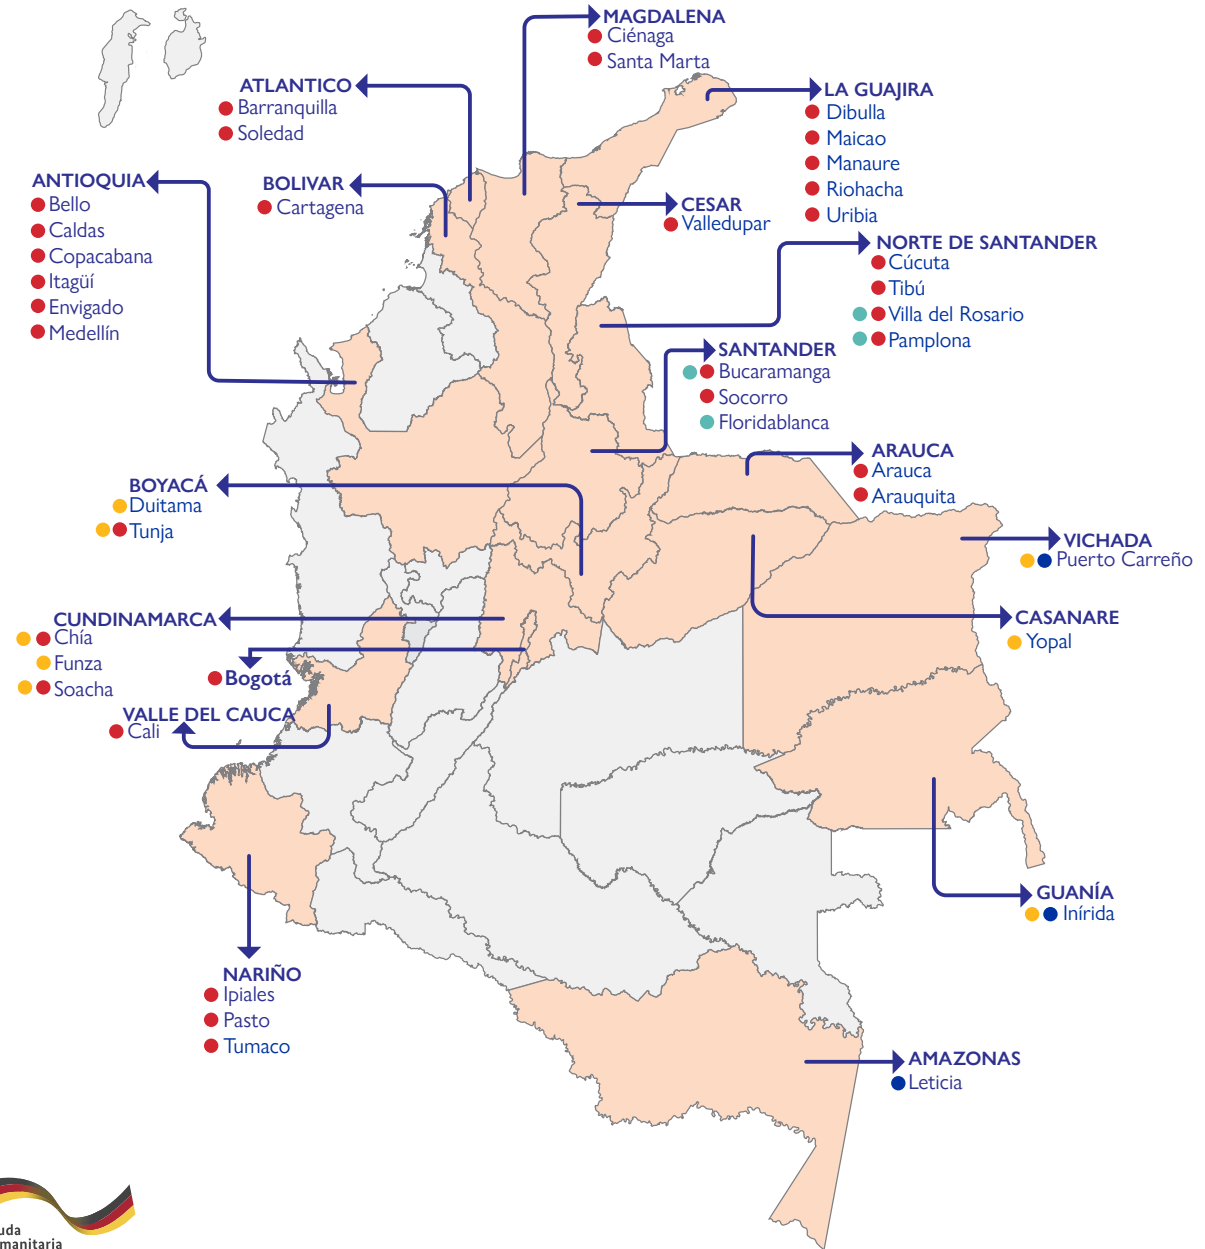 MAGDALENA
Ciénaga
Santa Marta
ATLANTICO
Barranquilla
Soledad
LA GUAJIRA
Dibulla
Maicao
Manaure
Riohacha
Uribia
ANTIOQUIA
Bello
Caldas
Copacabana
Itagüí
Envigado
Medellín
BOLIVAR
Cartagena
CESAR
Valledupar
NORTE DE SANTANDER
Cúcuta
Tibú
Villa del Rosario
Pamplona
SANTANDER
Bucaramanga
Socorro
Floridablanca
ARAUCA
Arauca
Arauquita
BOYACÁ
Duitama
Tunja
VICHADA
Puerto Carreño
CUNDINAMARCA
Chía
Funza
Soacha
CASANARE
Yopal
Bogotá
VALLE DEL CAUCA
Cali
GUANÍA
Inírida
NARIÑO
Ipiales
Pasto
Tumaco
AMAZONAS
Leticia
uda
manitaria